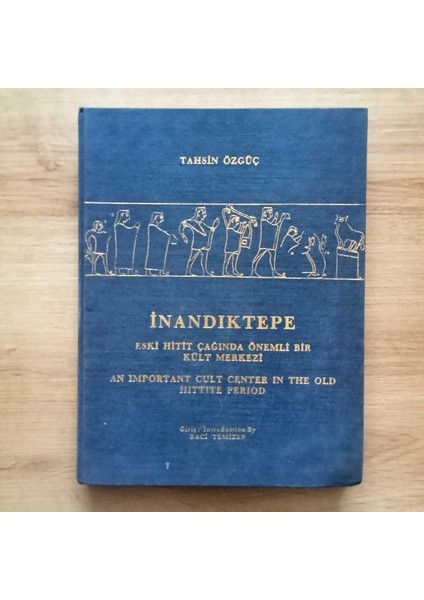 TAHSİN ÖZGÜÇ
İNANDIKTEPE
ESKİ HİTİT ÇAĞINDA ÖNEMLİ BİR
KÜLT MERKEZİ
AN IMPORTANT CULT CENTER IN THE OLD
HITTITE PERIOD
Giriş / Introduction By
RACİ TEMİZER